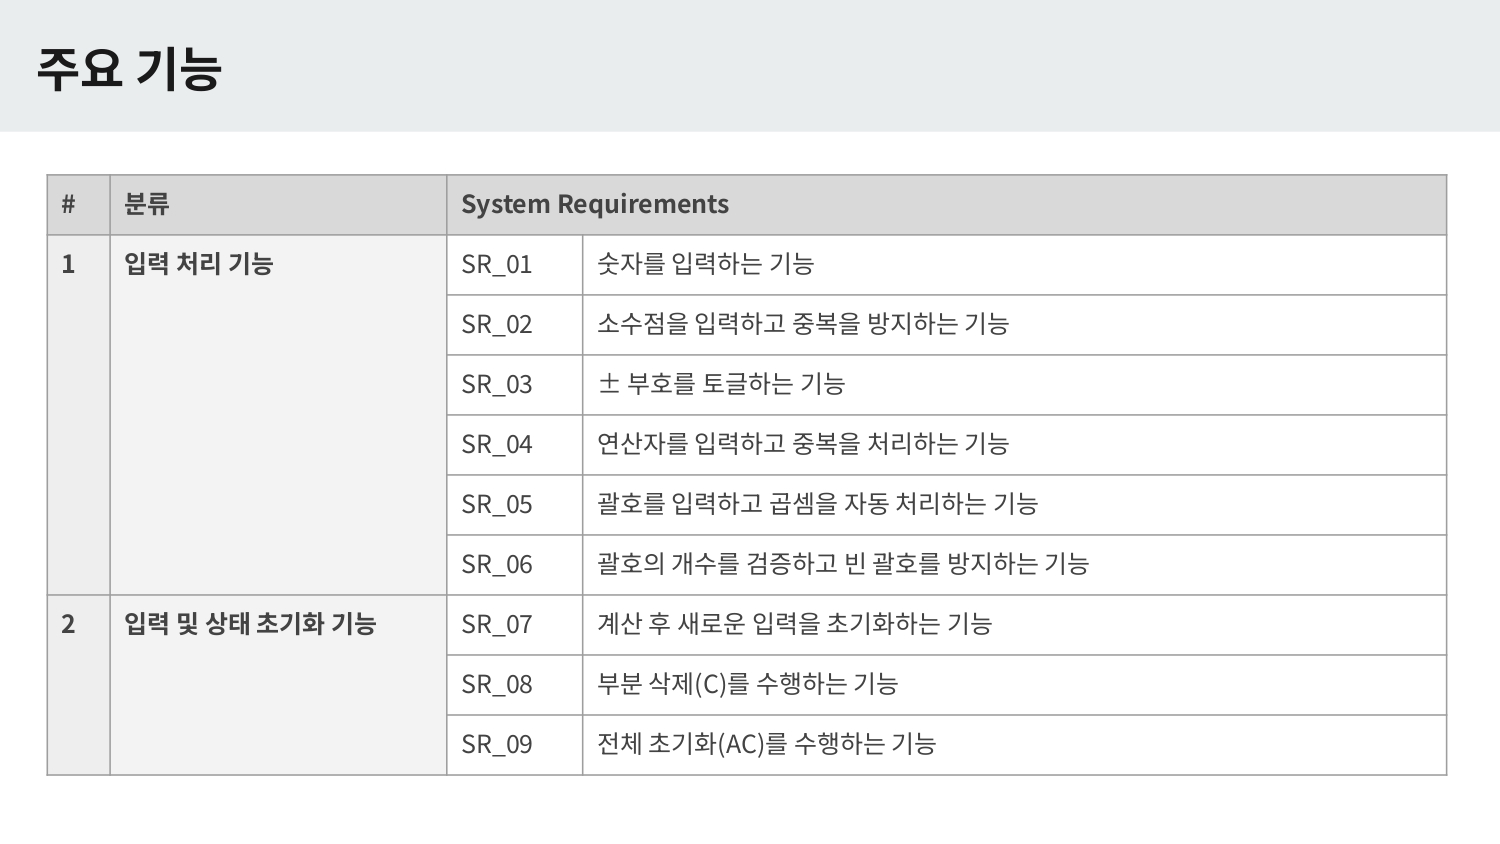 주요 기능
# 분류 System Requirements
1 입력 처리 기능 SR_01 숫자를 입력하는 기능
SR_02 소수점을 입력하고 중복을 방지하는 기능
SR_03 ± 부호를 토글하는 기능
SR_04 연산자를 입력하고 중복을 처리하는 기능
SR_05 괄호를 입력하고 곱셈을 자동 처리하는 기능
SR_06 괄호의 개수를 검증하고 빈 괄호를 방지하는 기능
2 입력 및 상태 초기화 기능 SR_07 계산 후 새로운 입력을 초기화하는 기능
SR_08 부분 삭제(C)를 수행하는 기능
SR_09 전체 초기화(AC)를 수행하는 기능